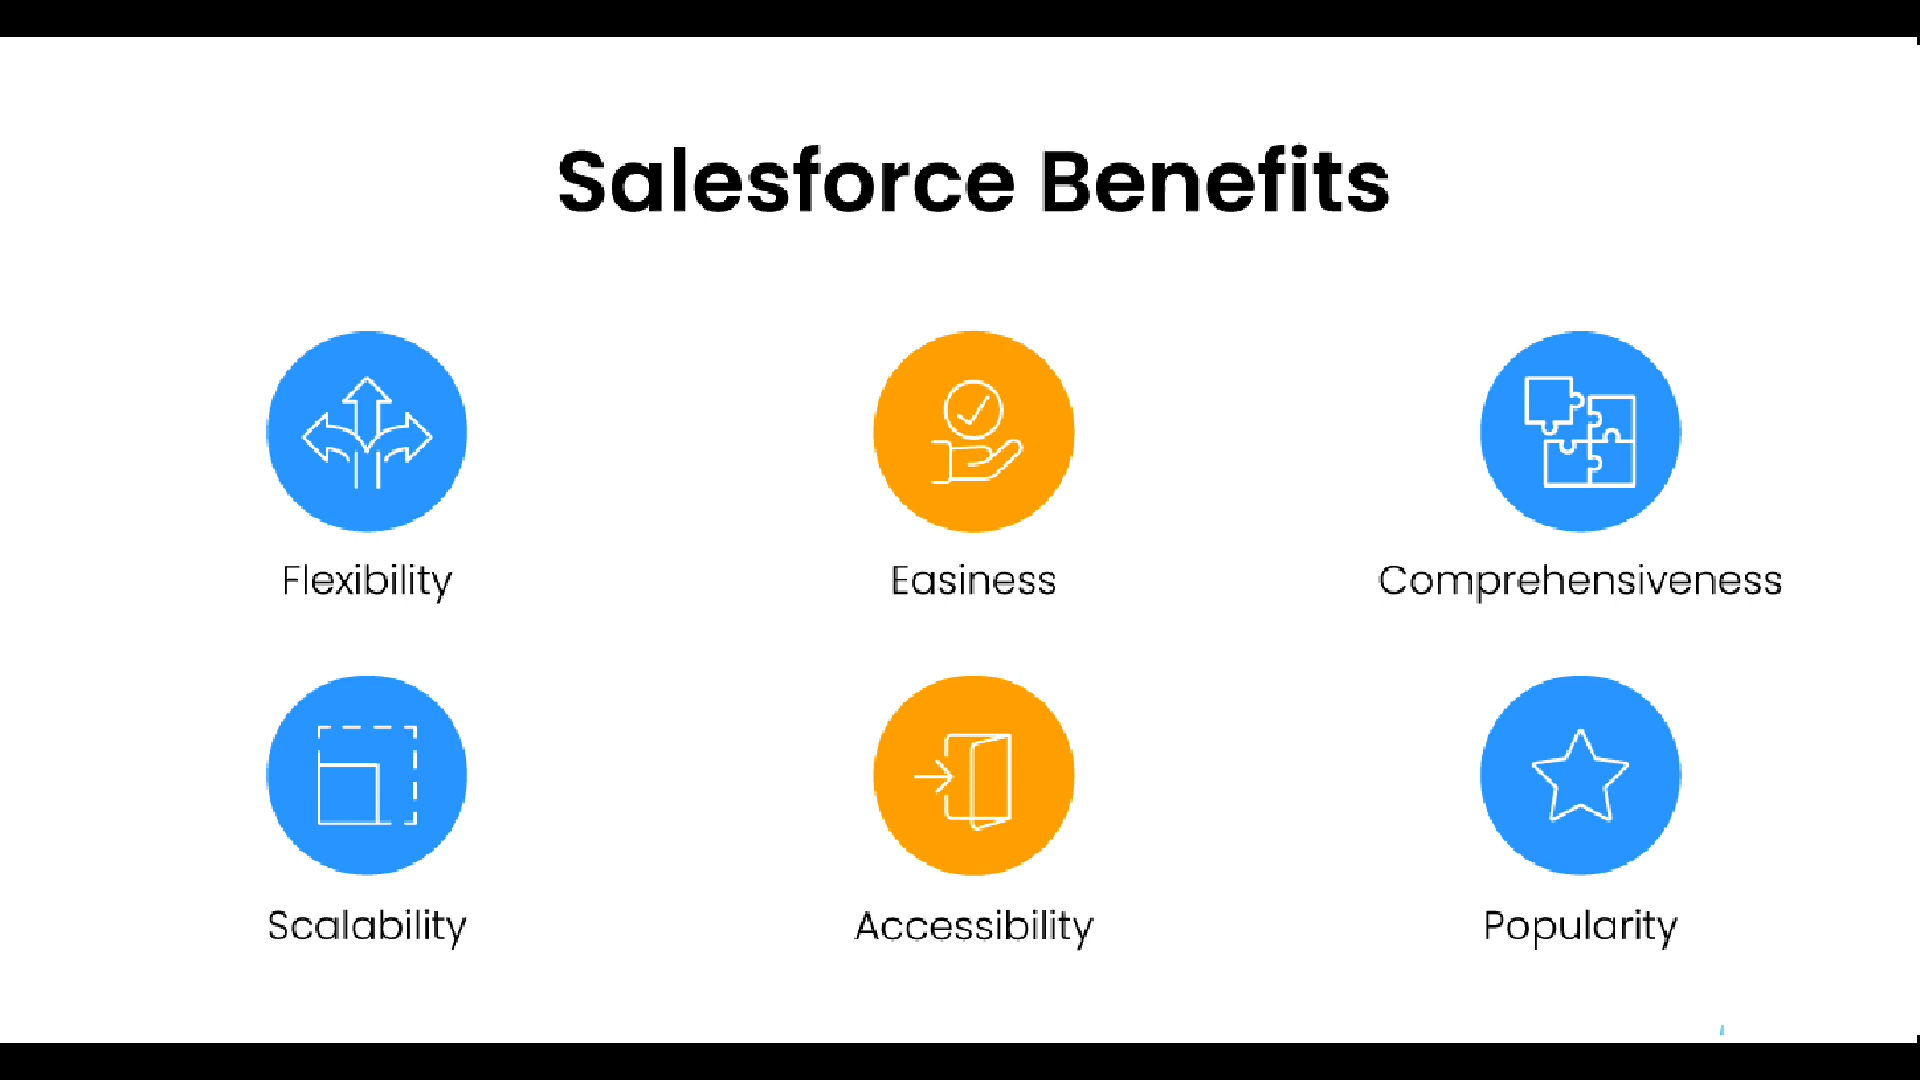 Salesforce Benefits
Flexibility
Easiness
Comprehensiveness
Scalability
Accessibility
Popularity